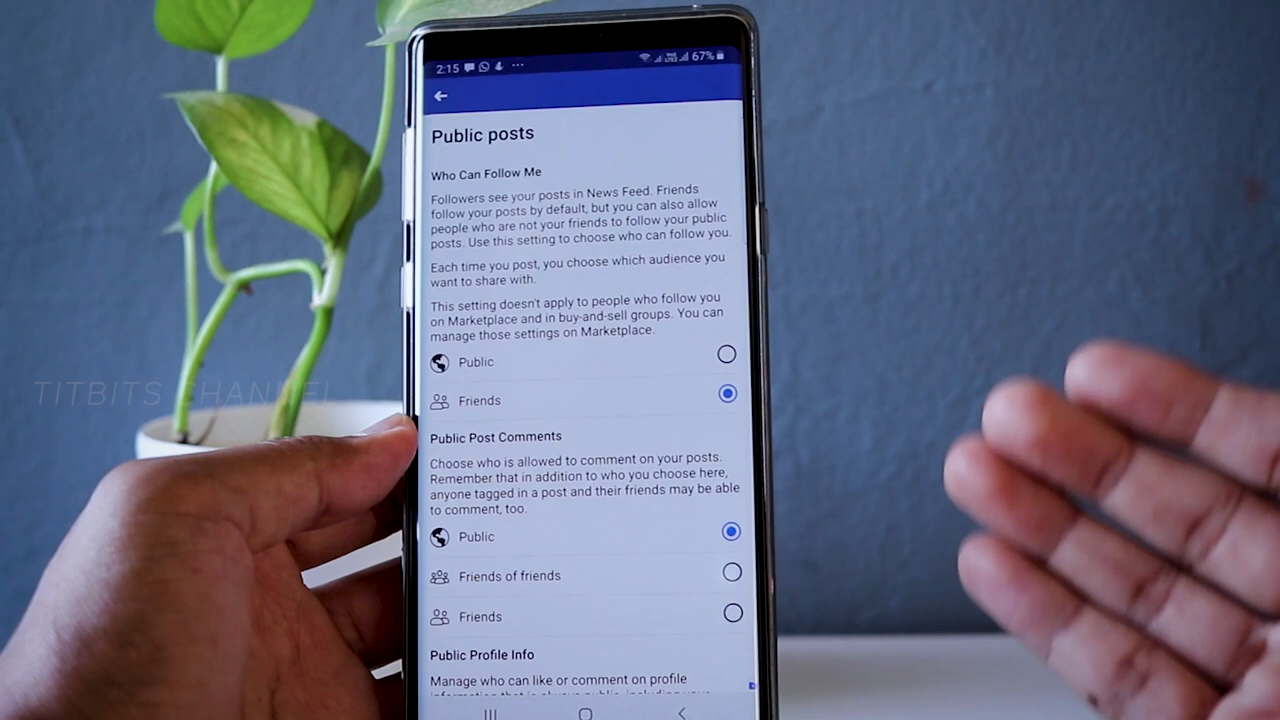 2:15 67%
Public posts
Who Can Follow Me
Followers see your posts in News Feed. Friends
follow your posts by default, but you can also allow
people who are not your friends to follow your public
posts. Use this setting to choose who can follow you.
Each time you post, you choose which audience you
want to share with.
This setting doesn't apply to people who follow you
on Marketplace and in buy-and-sell groups. You can
manage those settings on Marketplace.
Public
Friends
TITBITS CHANNEL
Public Post Comments
Choose who is allowed to comment on your posts.
Remember that in addition to who you choose here,
anyone tagged in a post and their friends may be able
to comment, too.
Public
Friends of friends
Friends
Public Profile Info
Manage who can like or comment on profile
information that is always public, including your